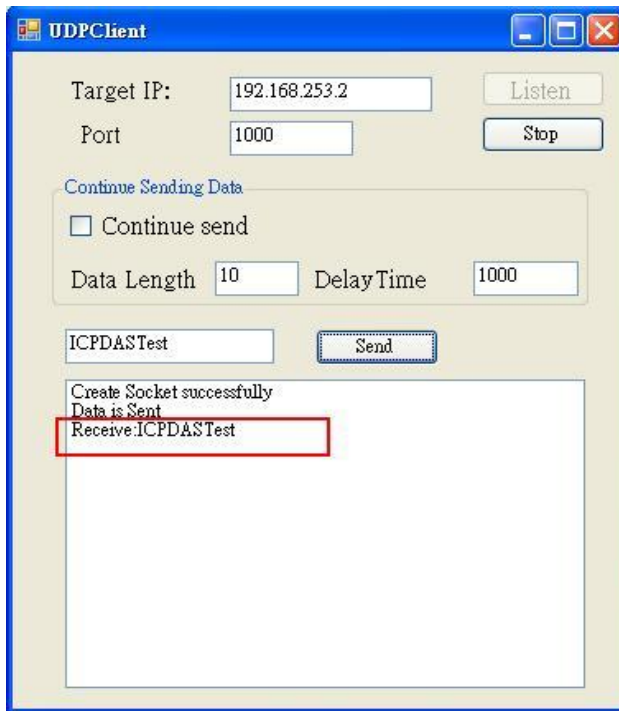 UDPClient
Target IP: 192.168.253.2 Listen
Port 1000 Stop
Continue Sending Data
Continue send
Data Length 10 DelayTime 1000
ICPDASTest Send
Create Socket successfully
Data is Sent
Receive:ICPDASTest